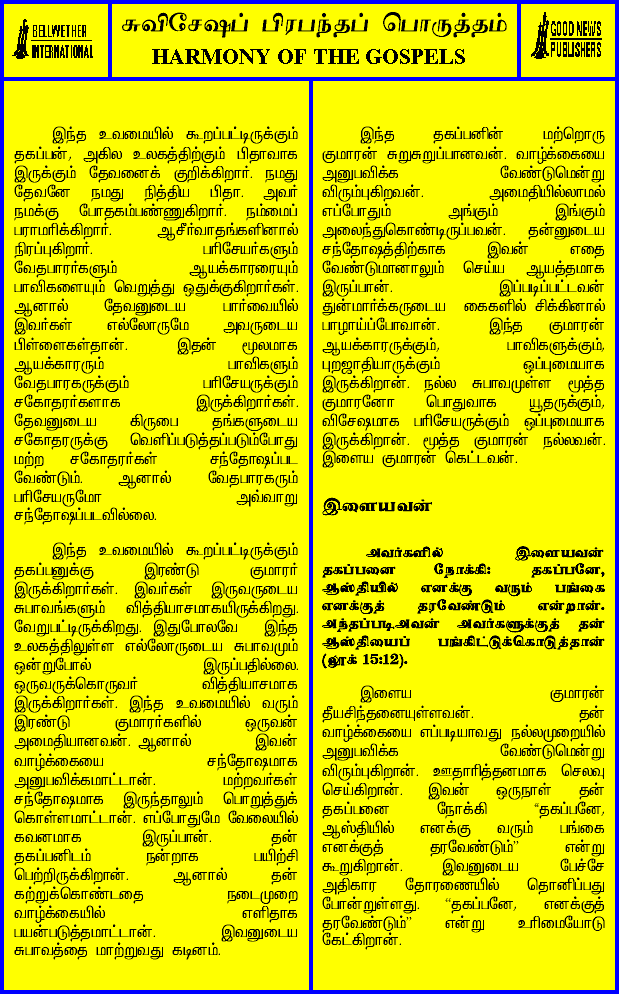 BELLWETHER
INTERNATIONAL
சுவிசேஷப் பிரபந்தப் பொருத்தம்
HARMONY OF THE GOSPELS
GOOD NEWS
PUBLISHERS
இந்த உவமையில் கூறப்பட்டிருக்கும்
தகப்பன், அகில உலகத்திற்கும் பிதாவாக
இருக்கும் தேவனைக் குறிக்கிறார். நமது
தேவனே நமது நித்திய பிதா. அவர்
நமக்கு போதகம்பண்ணுகிறார். நம்மைப்
பராமரிக்கிறார். ஆசீர்வாதங்களினால்
நிரப்புகிறார். பரிசேயர்களும்
வேதபாரர்களும் ஆயக்காரரையும்
பாவிகளையும் வெறுத்து ஒதுக்குகிறார்கள்.
ஆனால் தேவனுடைய பார்வையில்
இவர்கள் எல்லோருமே அவருடைய
பிள்ளைகள்தான். இதன் மூலமாக
ஆயக்காரரும் பாவிகளும்
வேதபாரகருக்கும் பரிசேயருக்கும்
சகோதரர்களாக இருக்கிறார்கள்.
தேவனுடைய கிருபை தங்களுடைய
சகோதரருக்கு வெளிப்படுத்தப்படும்போது
மற்ற சகோதரர்கள் சந்தோஷப்பட
வேண்டும். ஆனால் வேதபாரகரும்
பரிசேயருமோ அவ்வாறு
சந்தோஷப்படவில்லை.
இந்த உவமையில் கூறப்பட்டிருக்கும்
தகப்பனுக்கு இரண்டு குமாரர்
இருக்கிறார்கள். இவர்கள் இருவருடைய
சுபாவங்களும் வித்தியாசமாகயிருக்கிறது.
வேறுபட்டிருக்கிறது. இதுபோலவே இந்த
உலகத்திலுள்ள எல்லோருடைய சுபாவமும்
ஒன்றுபோல் இருப்பதில்லை.
ஒருவருக்கொருவர் வித்தியாசமாக
இருக்கிறார்கள். இந்த உவமையில் வரும்
இரண்டு குமாரர்களில் ஒருவன்
அமைதியானவன். ஆனால் இவன்
வாழ்க்கையை சந்தோஷமாக
அனுபவிக்கமாட்டான். மற்றவர்கள்
சந்தோஷமாக இருந்தாலும் பொறுத்துக்
கொள்ளமாட்டான். எப்போதுமே வேலையில்
கவனமாக இருப்பான். தன்
தகப்பனிடம் நன்றாக பயிற்சி
பெற்றிருக்கிறான். ஆனால் தன்
கற்றுக்கொண்டதை நடைமுறை
வாழ்க்கையில் எளிதாக
பயன்படுத்தமாட்டான். இவனுடைய
சுபாவத்தை மாற்றுவது கடினம்.
இந்த தகப்பனின் மற்றொரு
குமாரன் சுறுசுறுப்பானவன். வாழ்க்கையை
அனுபவிக்க வேண்டுமென்று
விரும்புகிறவன். அமைதியில்லாமல்
எப்போதும் அங்கும் இங்கும்
அலைந்துகொண்டிருப்பவன். தன்னுடைய
சந்தோஷத்திற்காக இவன் எதை
வேண்டுமானாலும் செய்ய ஆயத்தமாக
இருப்பான். இப்படிப்பட்டவன்
துன்மார்க்கருடைய கைகளில் சிக்கினால்
பாழாய்ப்போவான். இந்த குமாரன்
ஆயக்காரருக்கும், பாவிகளுக்கும்,
புறஜாதியாருக்கும் ஒப்புமையாக
இருக்கிறான். நல்ல சுபாவமுள்ள மூத்த
குமாரனோ பொதுவாக யூதருக்கும்,
விசேஷமாக பரிசேயருக்கும் ஒப்புமையாக
இருக்கிறான். மூத்த குமாரன் நல்லவன்.
இளைய குமாரன் கெட்டவன்.
இளையவன்
அவர்களில் இளையவன்
தகப்பனை நோக்கி: தகப்பனே,
ஆஸ்தியில் எனக்கு வரும் பங்கை
எனக்குத் தரவேண்டும் என்றான்.
அந்தப்படி.அவன் அவர்களுக்குத் தன்
ஆஸ்தியைப் பங்கிட்டுக்கொடுத்தான்
(லூக் 15:12).
இளைய குமாரன்
தீயசிந்தனையுள்ளவன். தன்
வாழ்க்கையை எப்படியாவது நல்லமுறையில்
அனுபவிக்க வேண்டுமென்று
விரும்புகிறான். ஊதாரித்தனமாக செலவு
செய்கிறான். இவன் ஒருநாள் தன்
தகப்பனை நோக்கி “தகப்பனே,
ஆஸ்தியில் எனக்கு வரும் பங்கை
எனக்குத் தரவேண்டும்” என்று
கூறுகிறான். இவனுடைய பேச்சே
அதிகார தோரணையில் தொனிப்பது
போன்றுள்ளது. “தகப்பனே, எனக்குத்
தரவேண்டும்” என்று உரிமையோடு
கேட்கிறான்.